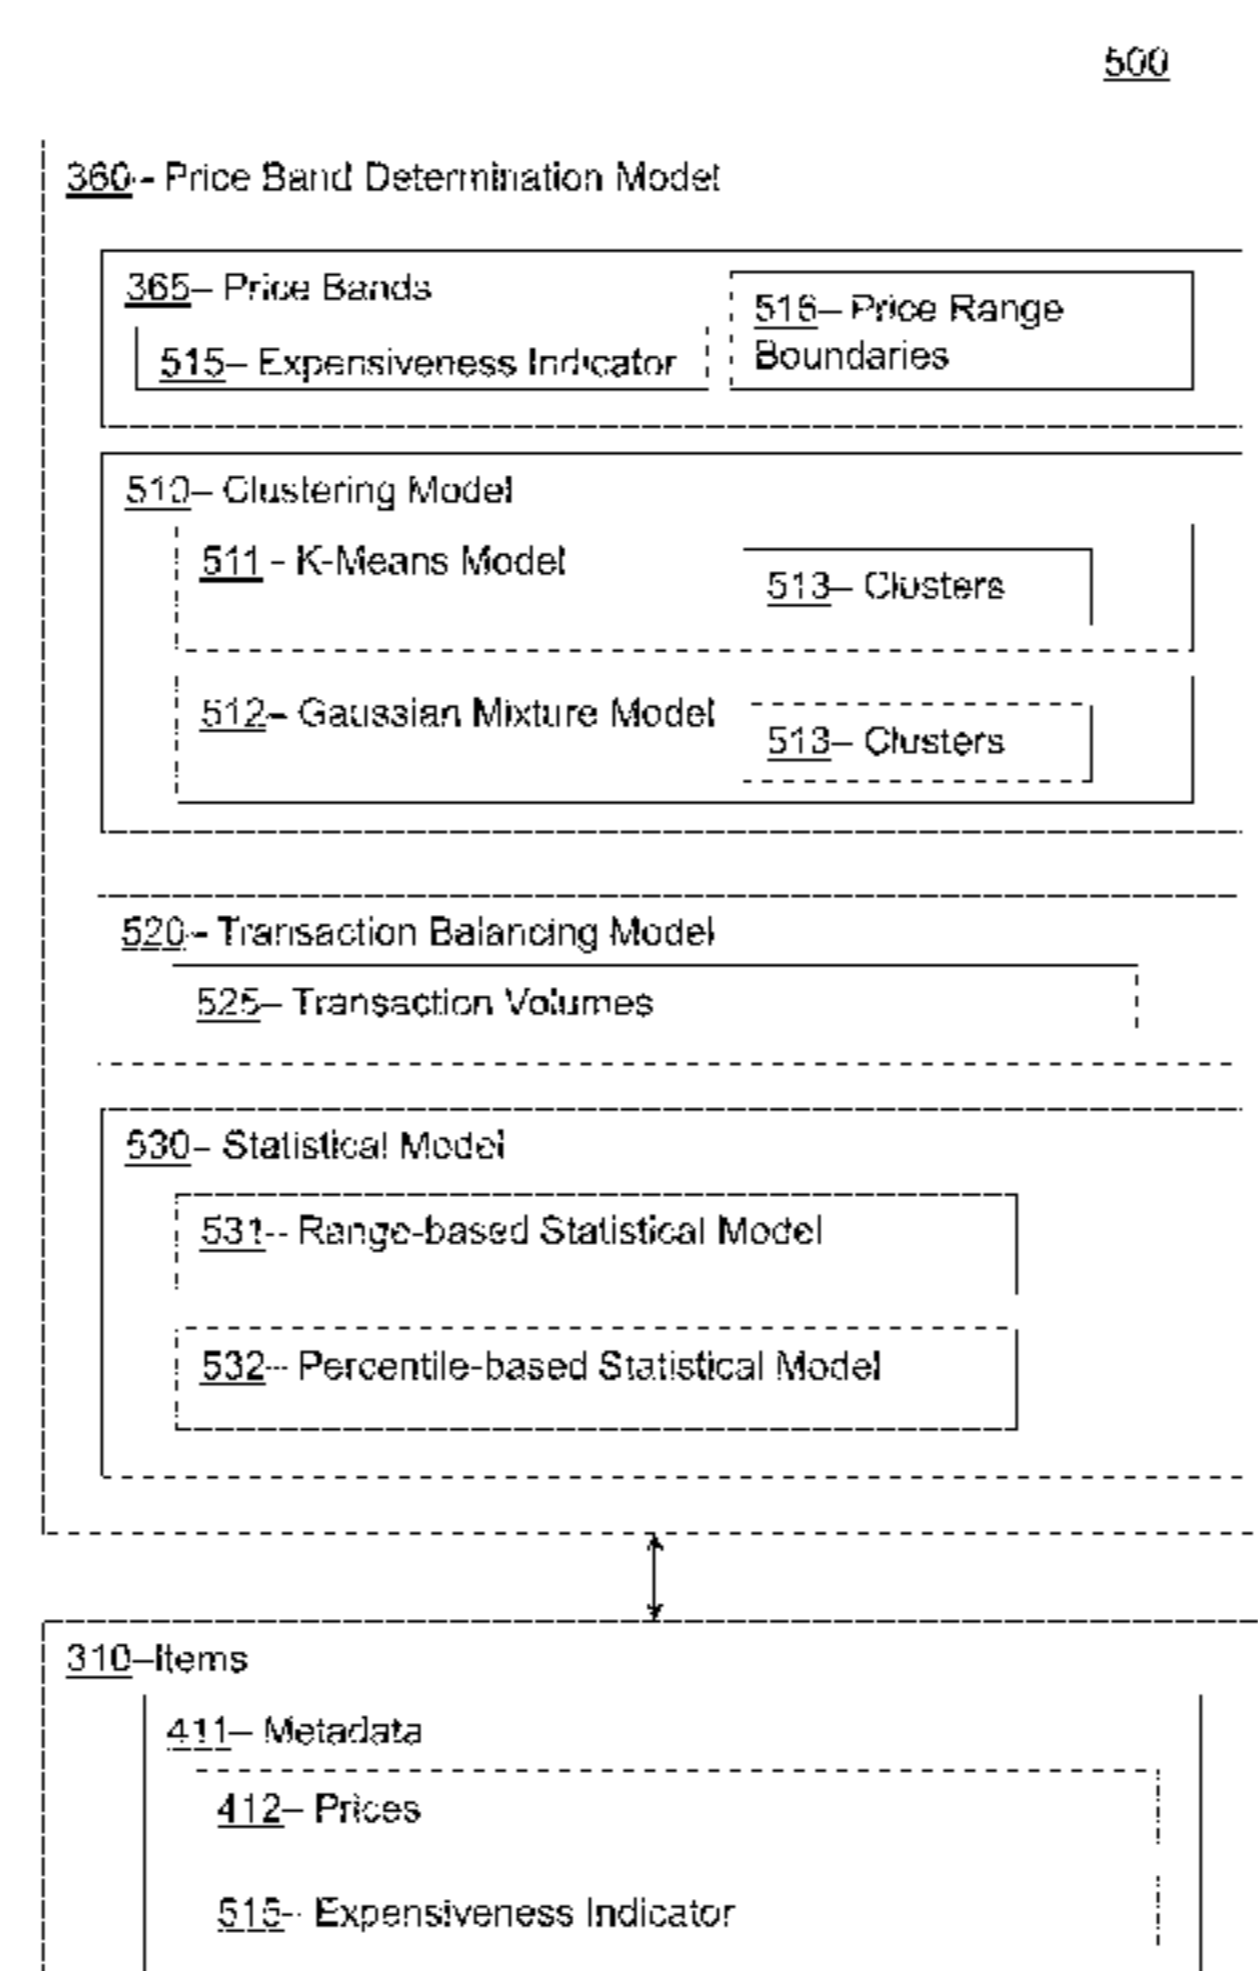 500
360- Price Band Determination Model
365– Price Bands
516– Price Range
Boundaries
515– Expensiveness Indicator
510– Clustering Model
511 - K-Means Model
513– Clusters
512– Gaussian Mixture Model
513– Clusters
520- Transaction Balancing Model
525– Transaction Volumes
530– Statistical Model
531-- Range-based Statistical Model
532-- Percentile-based Statistical Model
310–Items
411– Metadata
412– Prices
515-- Expensiveness Indicator